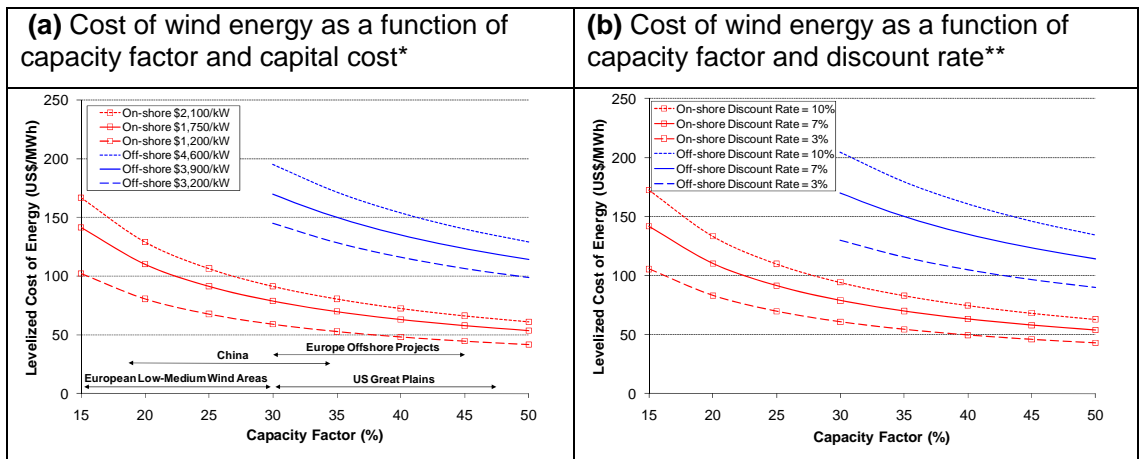 (a) Cost of wind energy as a function of
capacity factor and capital cost*
(b) Cost of wind energy as a function of
capacity factor and discount rate**
Levelized Cost of Energy (US$/MWh)
250
200
150
100
50
0
On-shore $2,100/kW
On-shore $1,750/kW
On-shore $1,200/kW
Off-shore $4,600/kW
Off-shore $3,900/kW
Off-shore $3,200/kW
Europe Offshore Projects
China
European Low-Medium Wind Areas
US Great Plains
15 20 25 30 35 40 45 50
Capacity Factor (%)
Levelized Cost of Energy (US$/MWh)
250
200
150
100
50
0
On-shore Discount Rate = 10%
On-shore Discount Rate = 7%
On-shore Discount Rate = 3%
Off-shore Discount Rate = 10%
Off-shore Discount Rate = 7%
Off-shore Discount Rate = 3%
15 20 25 30 35 40 45 50
Capacity Factor (%)